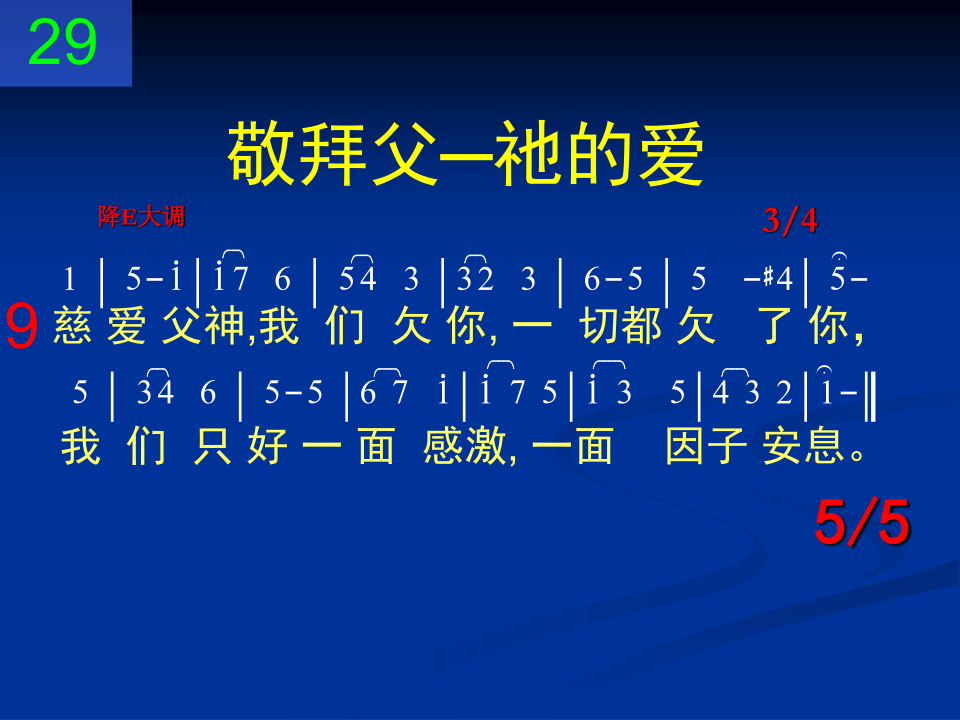 29
敬拜父─祂的爱
降E大调 3/4
1 | 5 - i | i 7 6 | 5 4 3 | 3 2 3 | 6 - 5 | 5 - ♯4 | 5 -
9 慈 爱 父神,我 们 欠 你, 一 切都 欠 了 你，
5 | 3 4 6 | 5 - 5 | 6 7 i | i 7 5 | i 3 5 | 4 3 2 | 1 - ‖
我 们 只 好 一 面 感激, 一面 因子 安息。
5/5